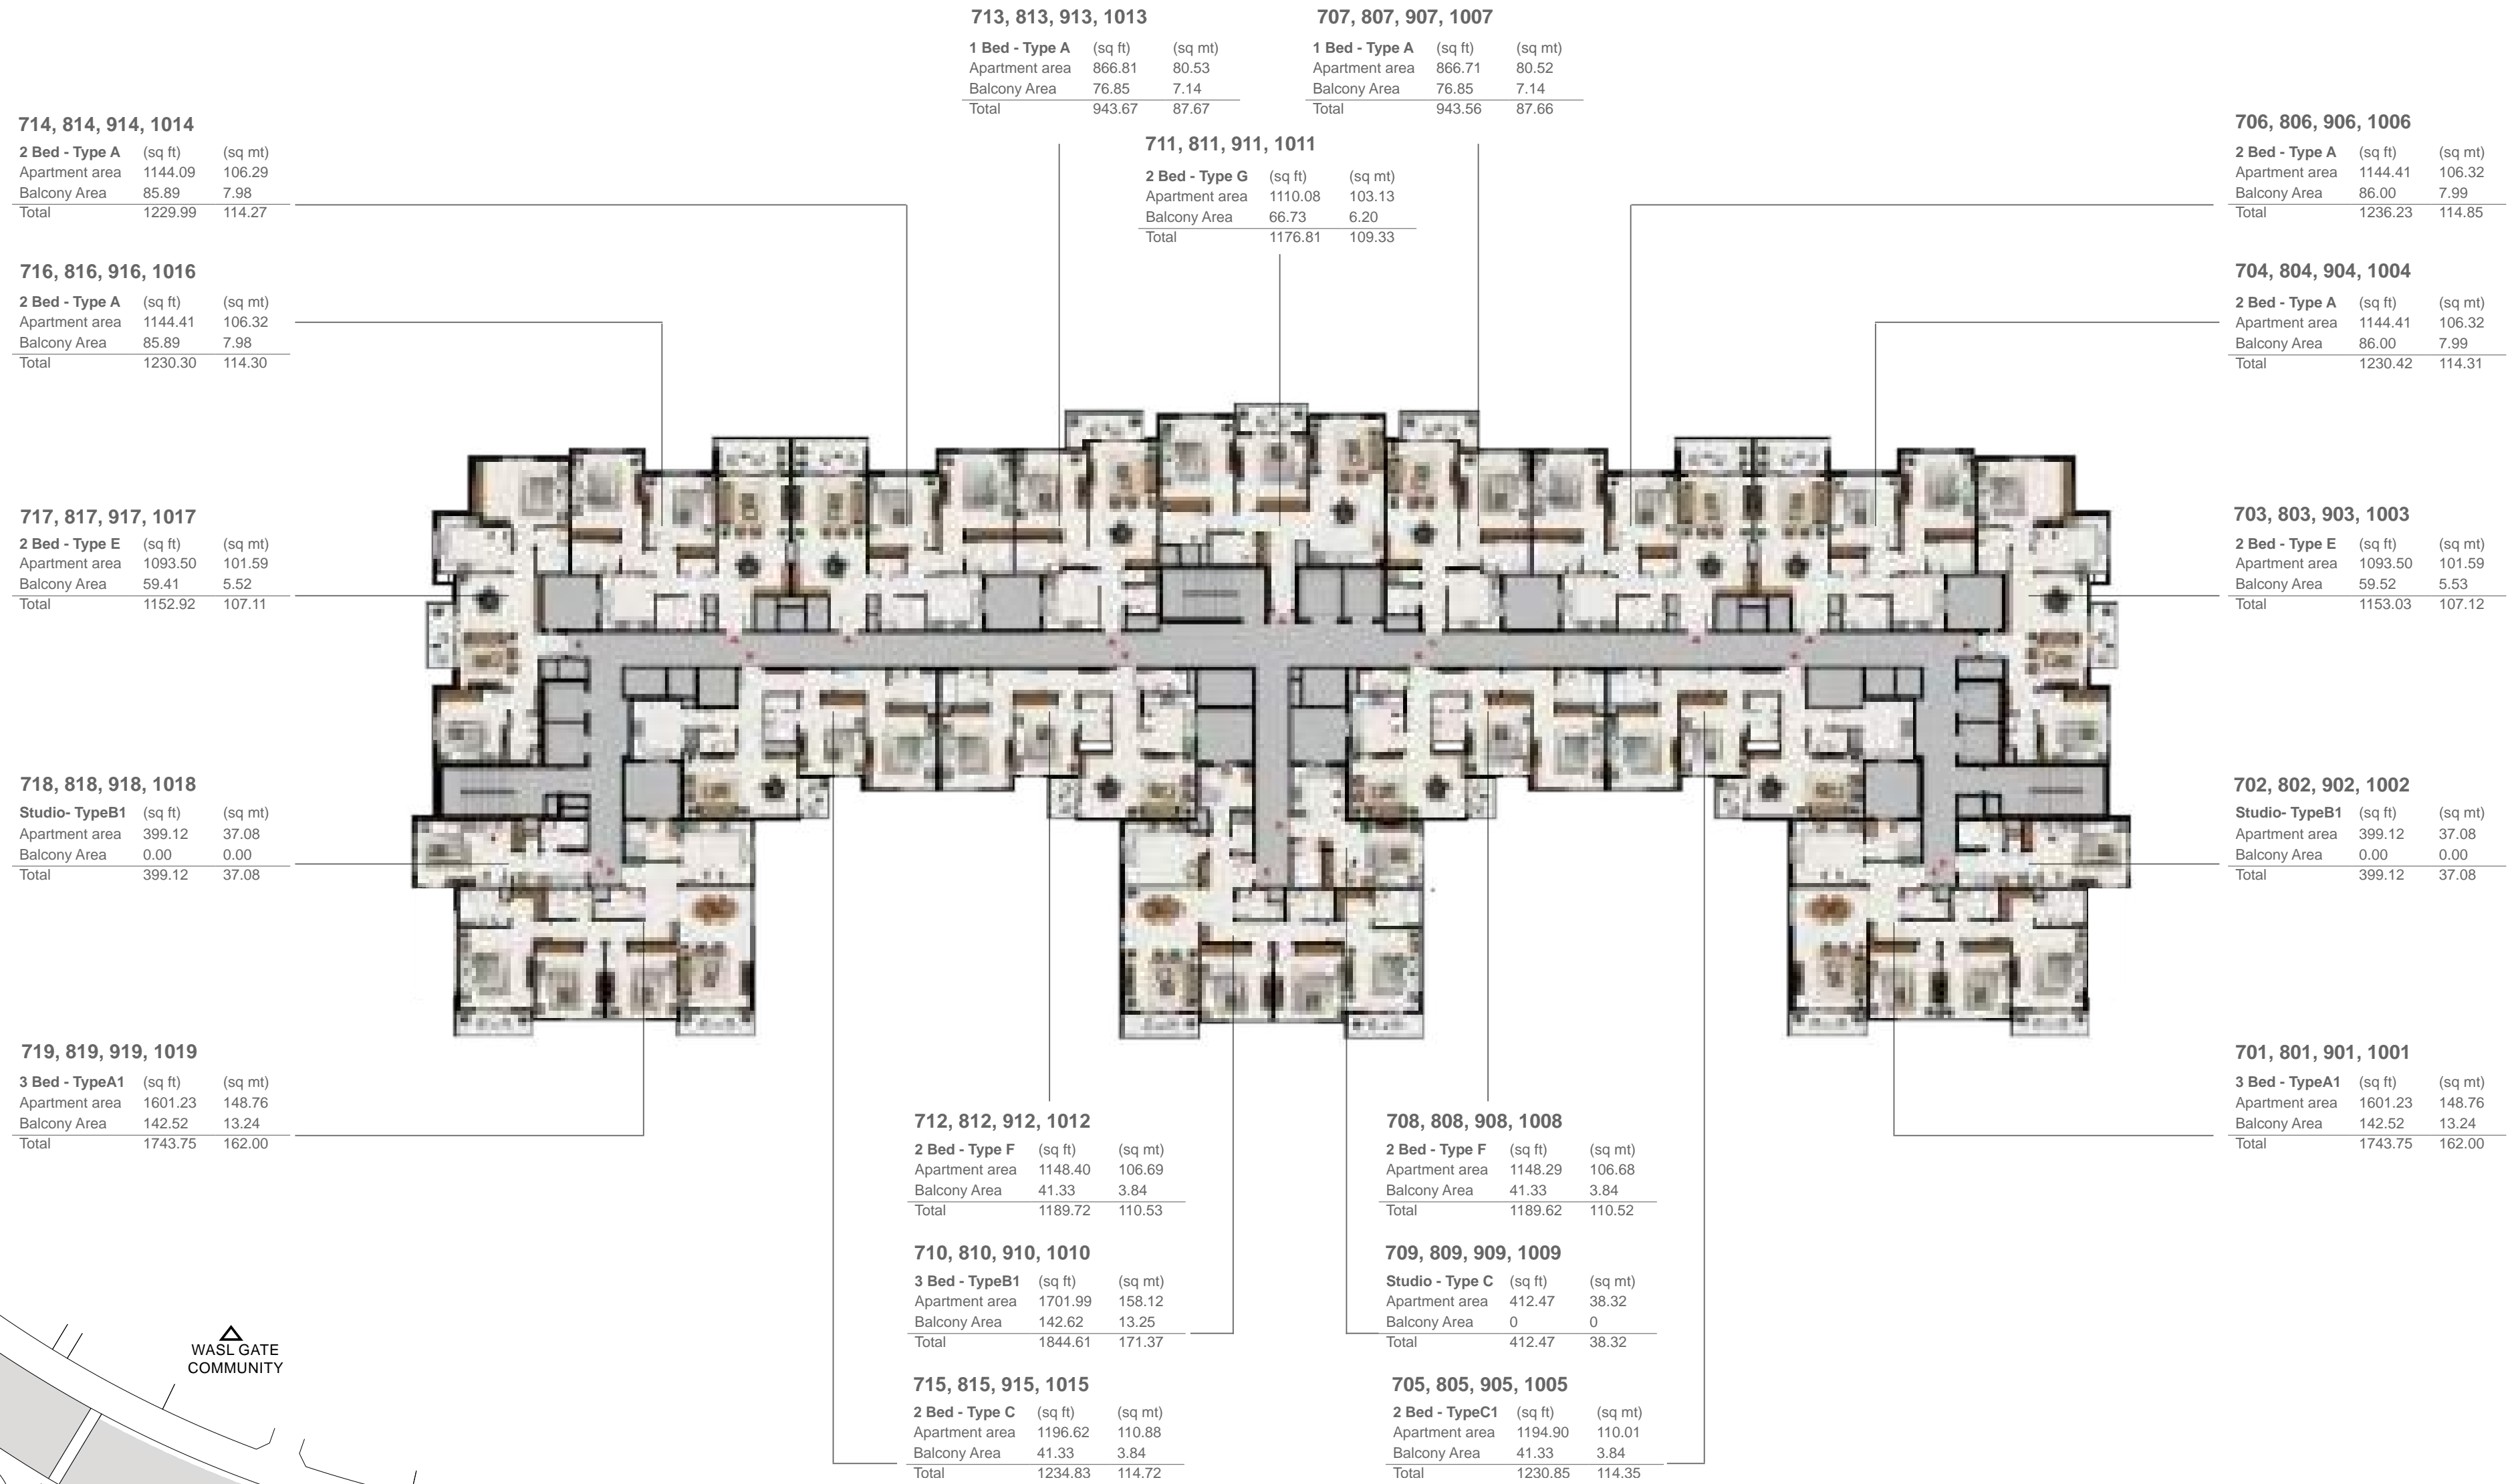 713, 813, 913, 1013
1 Bed - Type A (sq ft) (sq mt)
Apartment area 866.81 80.53
Balcony Area 76.85 7.14
Total 943.67 87.67
707, 807, 907, 1007
1 Bed - Type A (sq ft) (sq mt)
Apartment area 866.71 80.52
Balcony Area 76.85 7.14
Total 943.56 87.66
714, 814, 914, 1014
2 Bed - Type A (sq ft) (sq mt)
Apartment area 1144.09 106.29
Balcony Area 85.89 7.98
Total 1229.99 114.27
711, 811, 911, 1011
2 Bed - Type G (sq ft) (sq mt)
Apartment area 1110.08 103.13
Balcony Area 66.73 6.20
Total 1176.81 109.33
706, 806, 906, 1006
2 Bed - Type A (sq ft) (sq mt)
Apartment area 1144.41 106.32
Balcony Area 86.00 7.99
Total 1236.23 114.85
716, 816, 916, 1016
2 Bed - Type A (sq ft) (sq mt)
Apartment area 1144.41 106.32
Balcony Area 85.89 7.98
Total 1230.30 114.30
704, 804, 904, 1004
2 Bed - Type A (sq ft) (sq mt)
Apartment area 1144.41 106.32
Balcony Area 86.00 7.99
Total 1230.42 114.31
717, 817, 917, 1017
2 Bed - Type E (sq ft) (sq mt)
Apartment area 1093.50 101.59
Balcony Area 59.41 5.52
Total 1152.92 107.11
703, 803, 903, 1003
2 Bed - Type E (sq ft) (sq mt)
Apartment area 1093.50 101.59
Balcony Area 59.52 5.53
Total 1153.03 107.12
718, 818, 918, 1018
Studio- TypeB1 (sq ft) (sq mt)
Apartment area 399.12 37.08
Balcony Area 0.00 0.00
Total 399.12 37.08
702, 802, 902, 1002
Studio- TypeB1 (sq ft) (sq mt)
Apartment area 399.12 37.08
Balcony Area 0.00 0.00
Total 399.12 37.08
719, 819, 919, 1019
3 Bed - TypeA1 (sq ft) (sq mt)
Apartment area 1601.23 148.76
Balcony Area 142.52 13.24
Total 1743.75 162.00
701, 801, 901, 1001
3 Bed - TypeA1 (sq ft) (sq mt)
Apartment area 1601.23 148.76
Balcony Area 142.52 13.24
Total 1743.75 162.00
712, 812, 912, 1012
2 Bed - Type F (sq ft) (sq mt)
Apartment area 1148.40 106.69
Balcony Area 41.33 3.84
Total 1189.72 110.53
708, 808, 908, 1008
2 Bed - Type F (sq ft) (sq mt)
Apartment area 1148.29 106.68
Balcony Area 41.33 3.84
Total 1189.62 110.52
710, 810, 910, 1010
3 Bed - TypeB1 (sq ft) (sq mt)
Apartment area 1701.99 158.12
Balcony Area 142.62 13.25
Total 1844.61 171.37
709, 809, 909, 1009
Studio - Type C (sq ft) (sq mt)
Apartment area 412.47 38.32
Balcony Area 0 0
Total 412.47 38.32
715, 815, 915, 1015
2 Bed - Type C (sq ft) (sq mt)
Apartment area 1196.62 110.88
Balcony Area 41.33 3.84
Total 1234.83 114.72
705, 805, 905, 1005
2 Bed - TypeC1 (sq ft) (sq mt)
Apartment area 1194.90 110.01
Balcony Area 41.33 3.84
Total 1230.85 114.35
WASL GATE
COMMUNITY